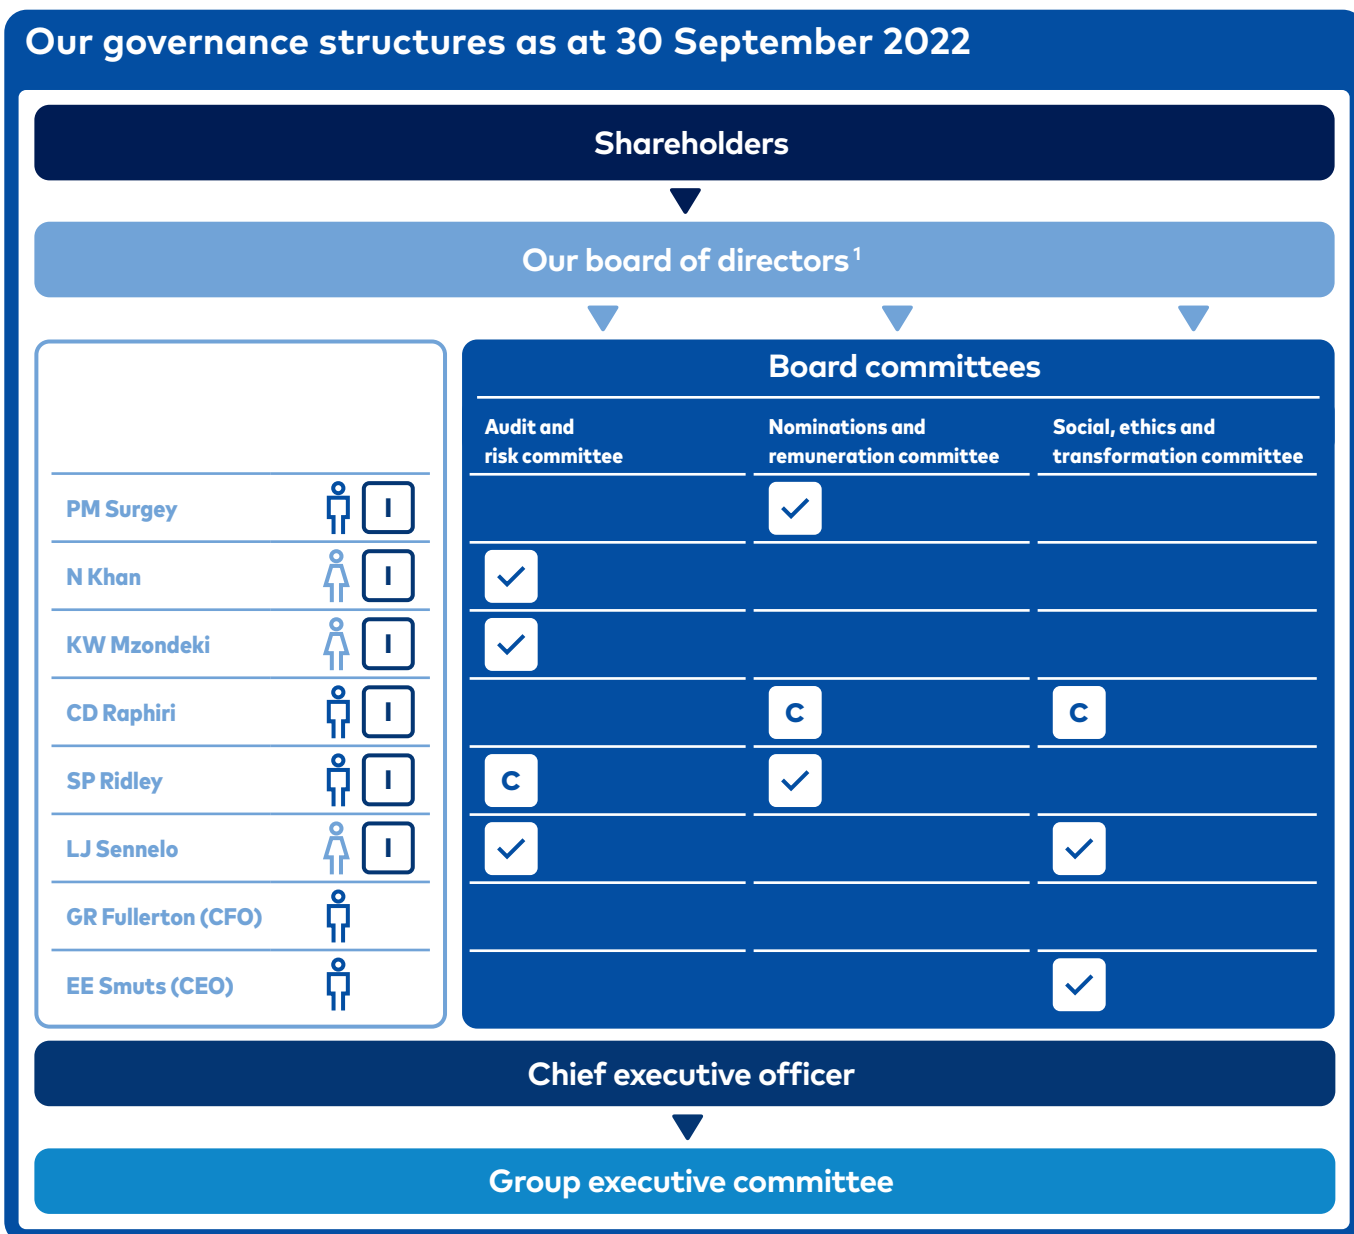 Our governance structures as at 30 September 2022
Shareholders
Our board of directors 1
Board committees
Audit and
risk committee
Nominations and
remuneration committee
Social, ethics and
transformation committee
PM Surgey I
N Khan I
KW Mzondeki I
CD Raphiri I C C
SP Ridley I C
LJ Sennelo I
GR Fullerton (CFO)
EE Smuts (CEO)
Chief executive officer
Group executive committee